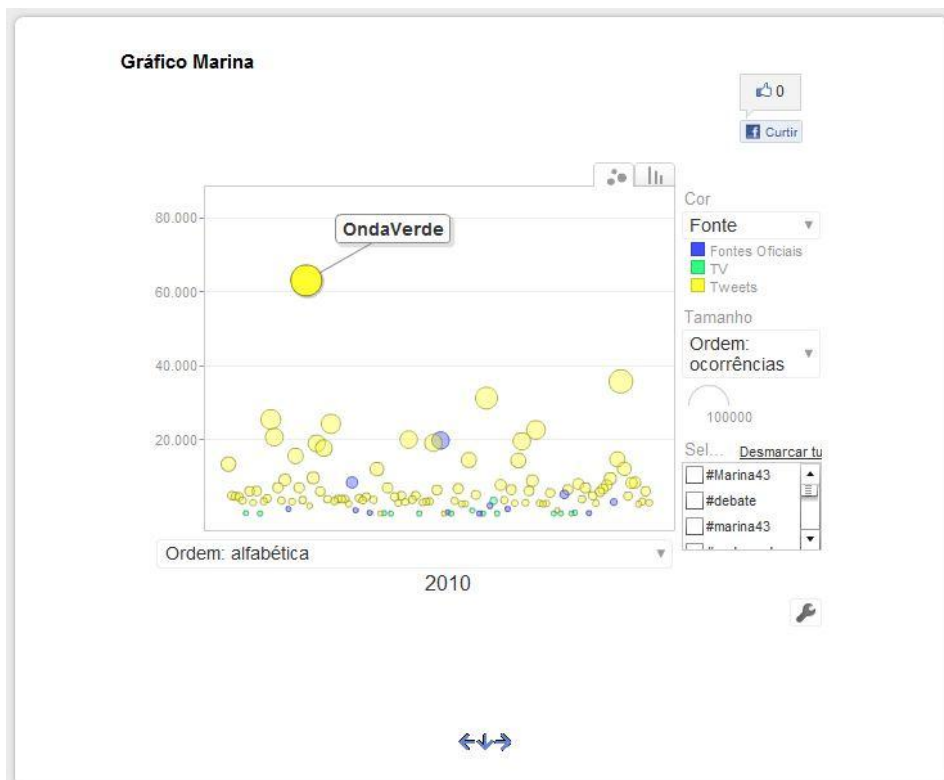 Gráfico Marina
0
Curtir
80.000
60.000
40.000
20.000
OndaVerde
Cor
Fonte
Fontes Oficiais
TV
Tweets
Tamanho
Ordem:
ocorrências
100000
Sel... Desmarcar tu
#Marina43
#debate
#marina43
Ordem: alfabética
2010